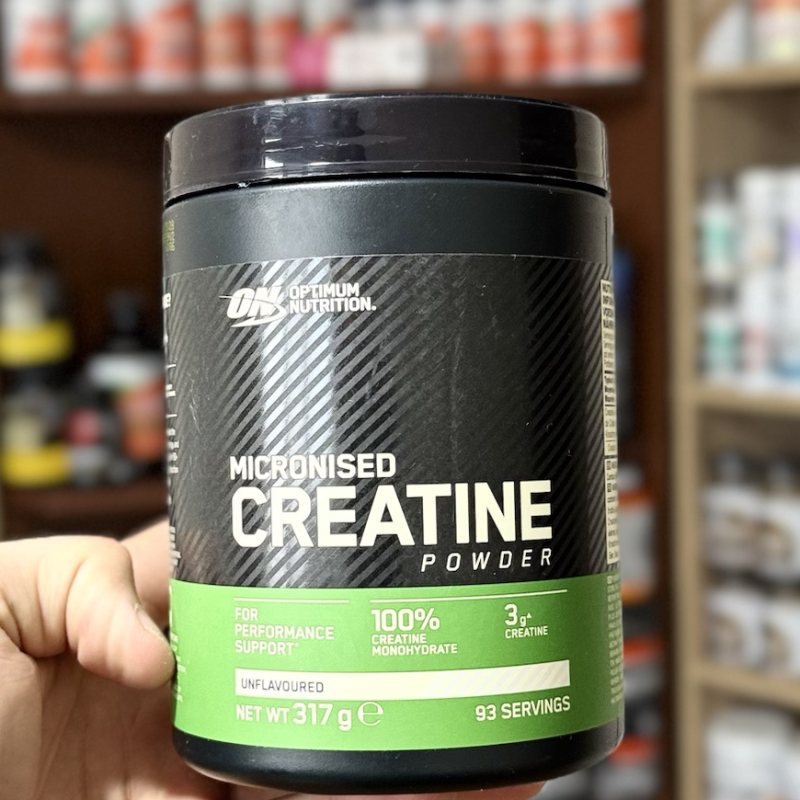 ON OPTIMUM
NUTRITION.
MICRONISED
CREATINE
POWDER
FOR
PERFORMANCE
SUPPORT*
100%
CREATINE
MONOHYDRATE
3g▲
CREATINE
UNFLAVOURED
NET WT 317 g ℮
93 SERVINGS